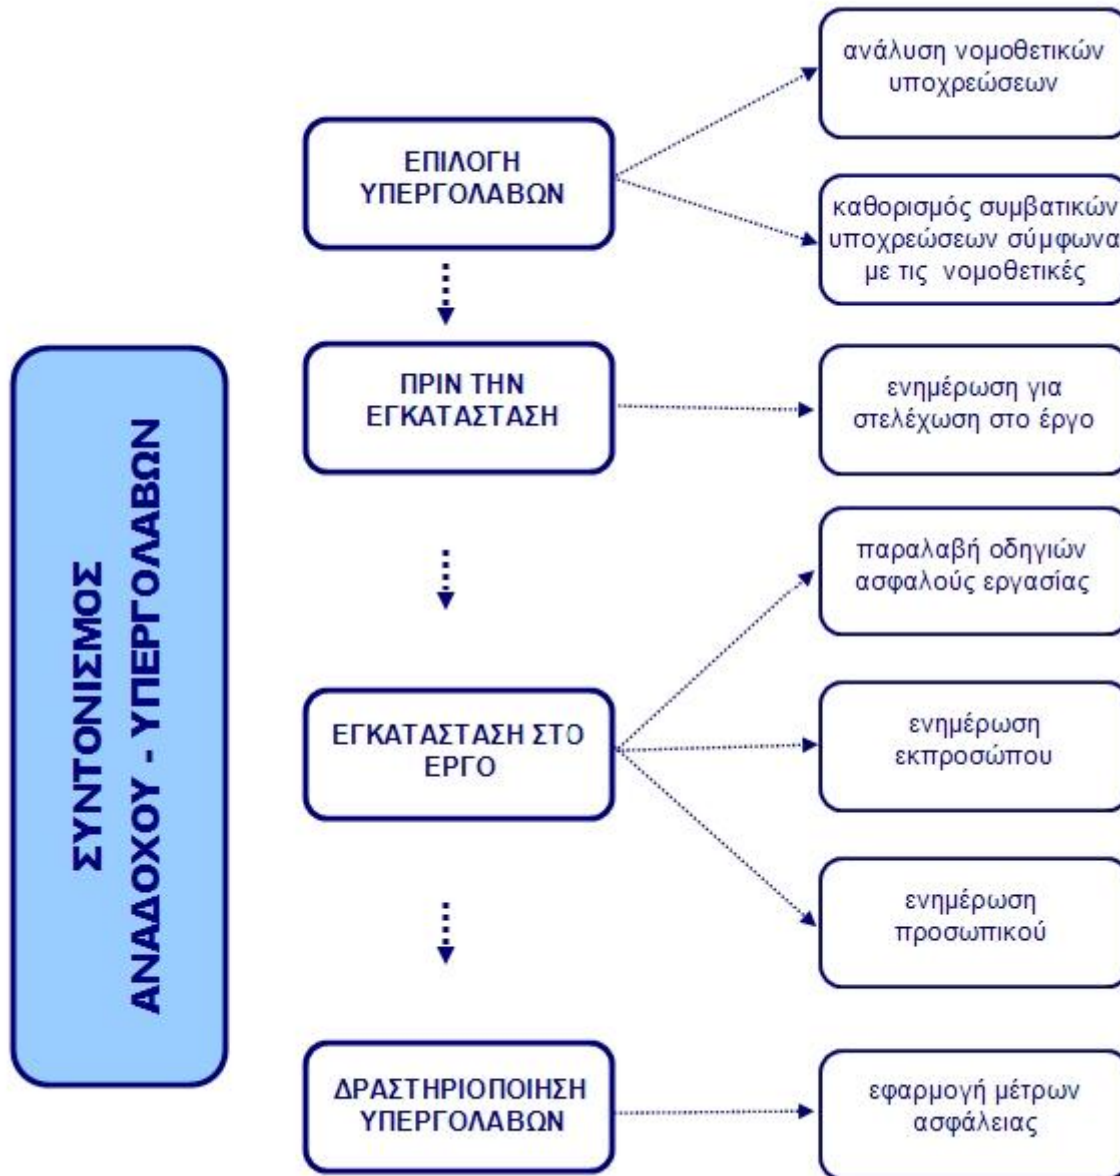 ΣΥΝΤΟΝΙΣΜΟΣ
ΑΝΑΔΟΧΟΥ - ΥΠΕΡΓΟΛΑΒΩΝ
ΕΠΙΛΟΓΗ
ΥΠΕΡΓΟΛΑΒΩΝ
ανάλυση νομοθετικών
υποχρεώσεων
καθορισμός συμβατικών
υποχρεώσεων σύμφωνα
με τις νομοθετικές
ΠΡΙΝ ΤΗΝ
ΕΓΚΑΤΑΣΤΑΣΗ
ενημέρωση για
στελέχωση στο έργο
ΕΓΚΑΤΑΣΤΑΣΗ ΣΤΟ
ΕΡΓΟ
παραλαβή οδηγιών
ασφαλούς εργασίας
ενημέρωση
εκπροσώπου
ενημέρωση
προσωπικού
ΔΡΑΣΤΗΡΙΟΠΟΙΗΣΗ
ΥΠΕΡΓΟΛΑΒΩΝ
εφαρμογή μέτρων
ασφάλειας